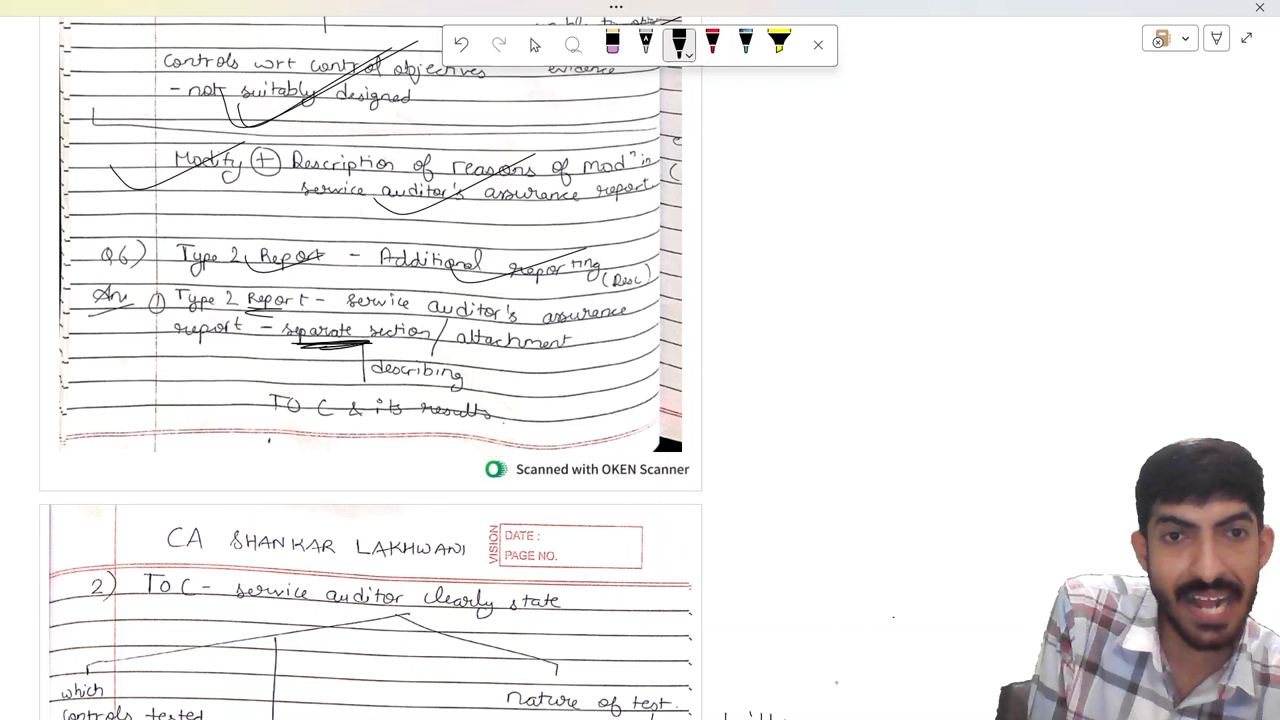 controls wrt control objectives evidence
- not suitably designed
Modify + Description of reasons of modⁿ in
service auditor's assurance report.
Q6) Type 2 Report - Additional reporting (Desc)
Ans ① Type 2 Report - service auditor's assurance
report - separate section / attachment
describing
TO C & its results.
Scanned with OKEN Scanner
CA SHANKAR LAKHWANI
VISION
DATE :
PAGE NO.
2) TOC - service auditor clearly state
which nature of test.
controls tested